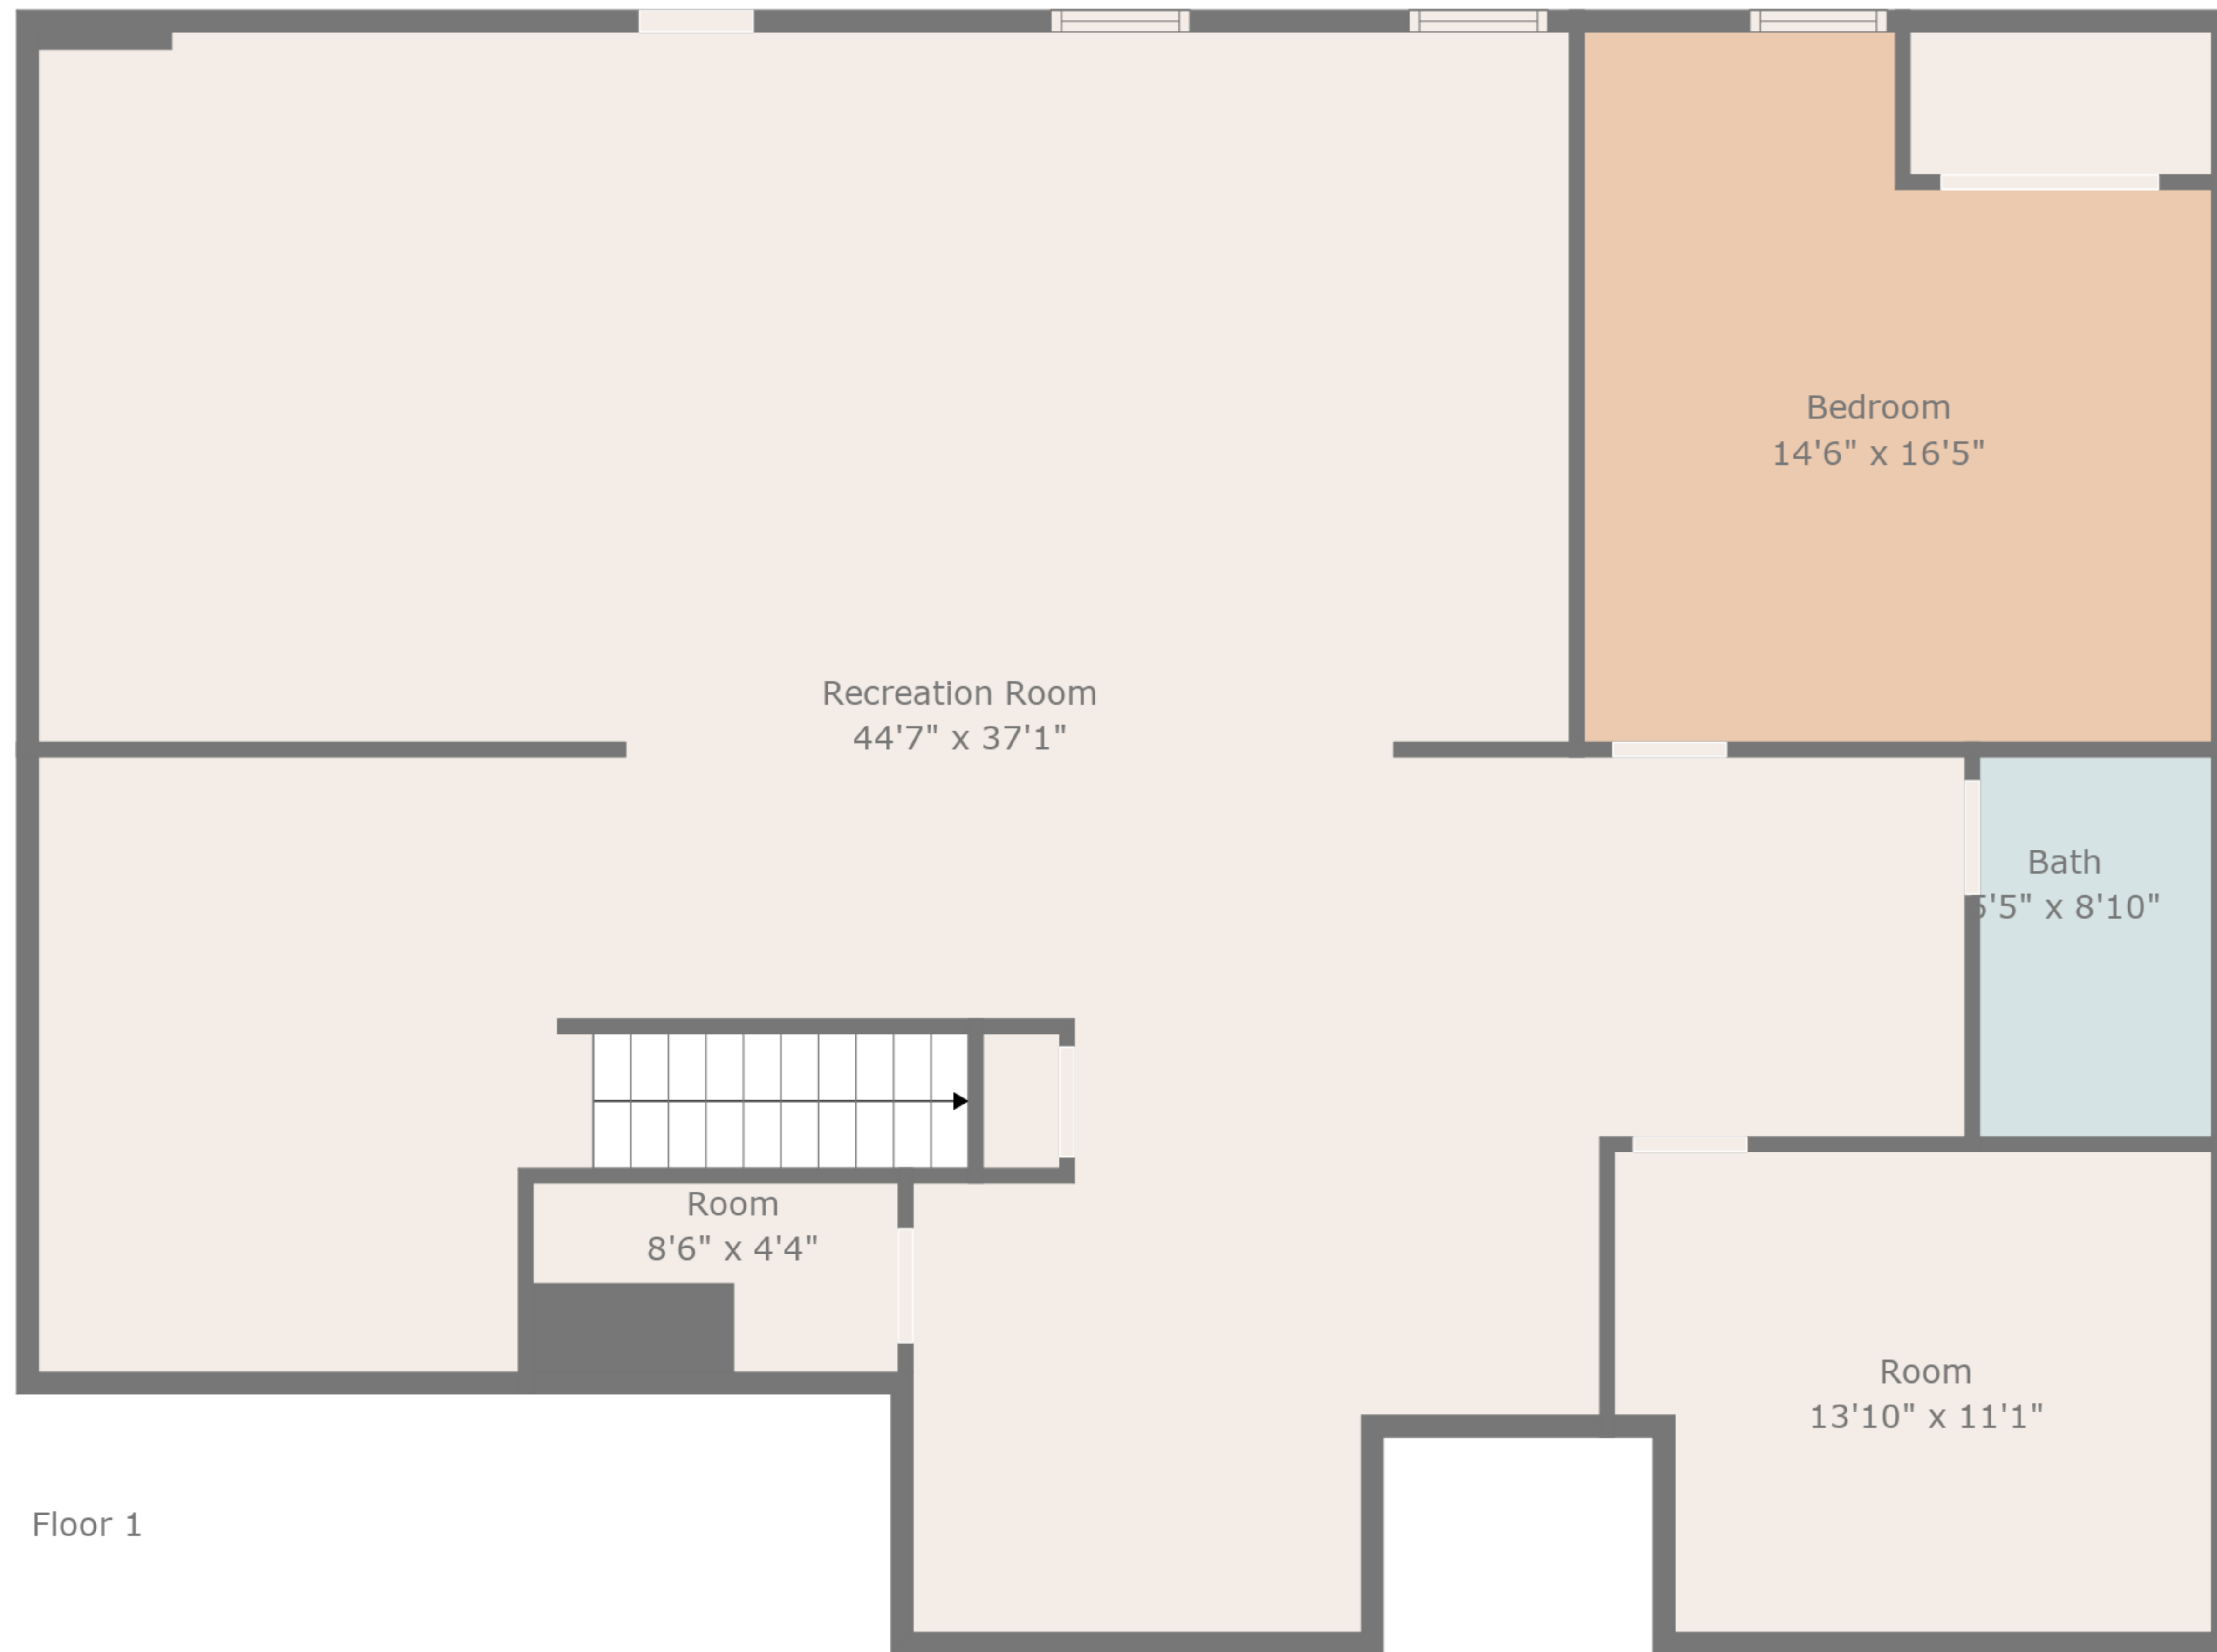 Bedroom
14'6" x 16'5"
Recreation Room
44'7" x 37'1"
Bath
5'5" x 8'10"
Room
8'6" x 4'4"
Room
13'10" x 11'1"
Floor 1